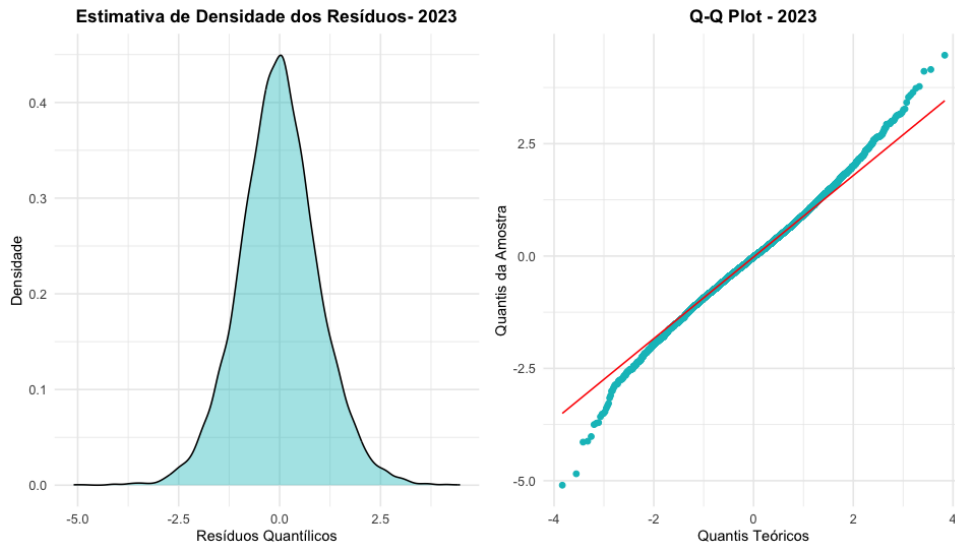 Estimativa de Densidade dos Resíduos- 2023
Densidade
0.4
0.3
0.2
0.1
0.0
-5.0 -2.5 0.0 2.5
Resíduos Quantílicos
Q-Q Plot - 2023
Quantis da Amostra
2.5
0.0
-2.5
-5.0
-4 -2 0 2 4
Quantis Teóricos